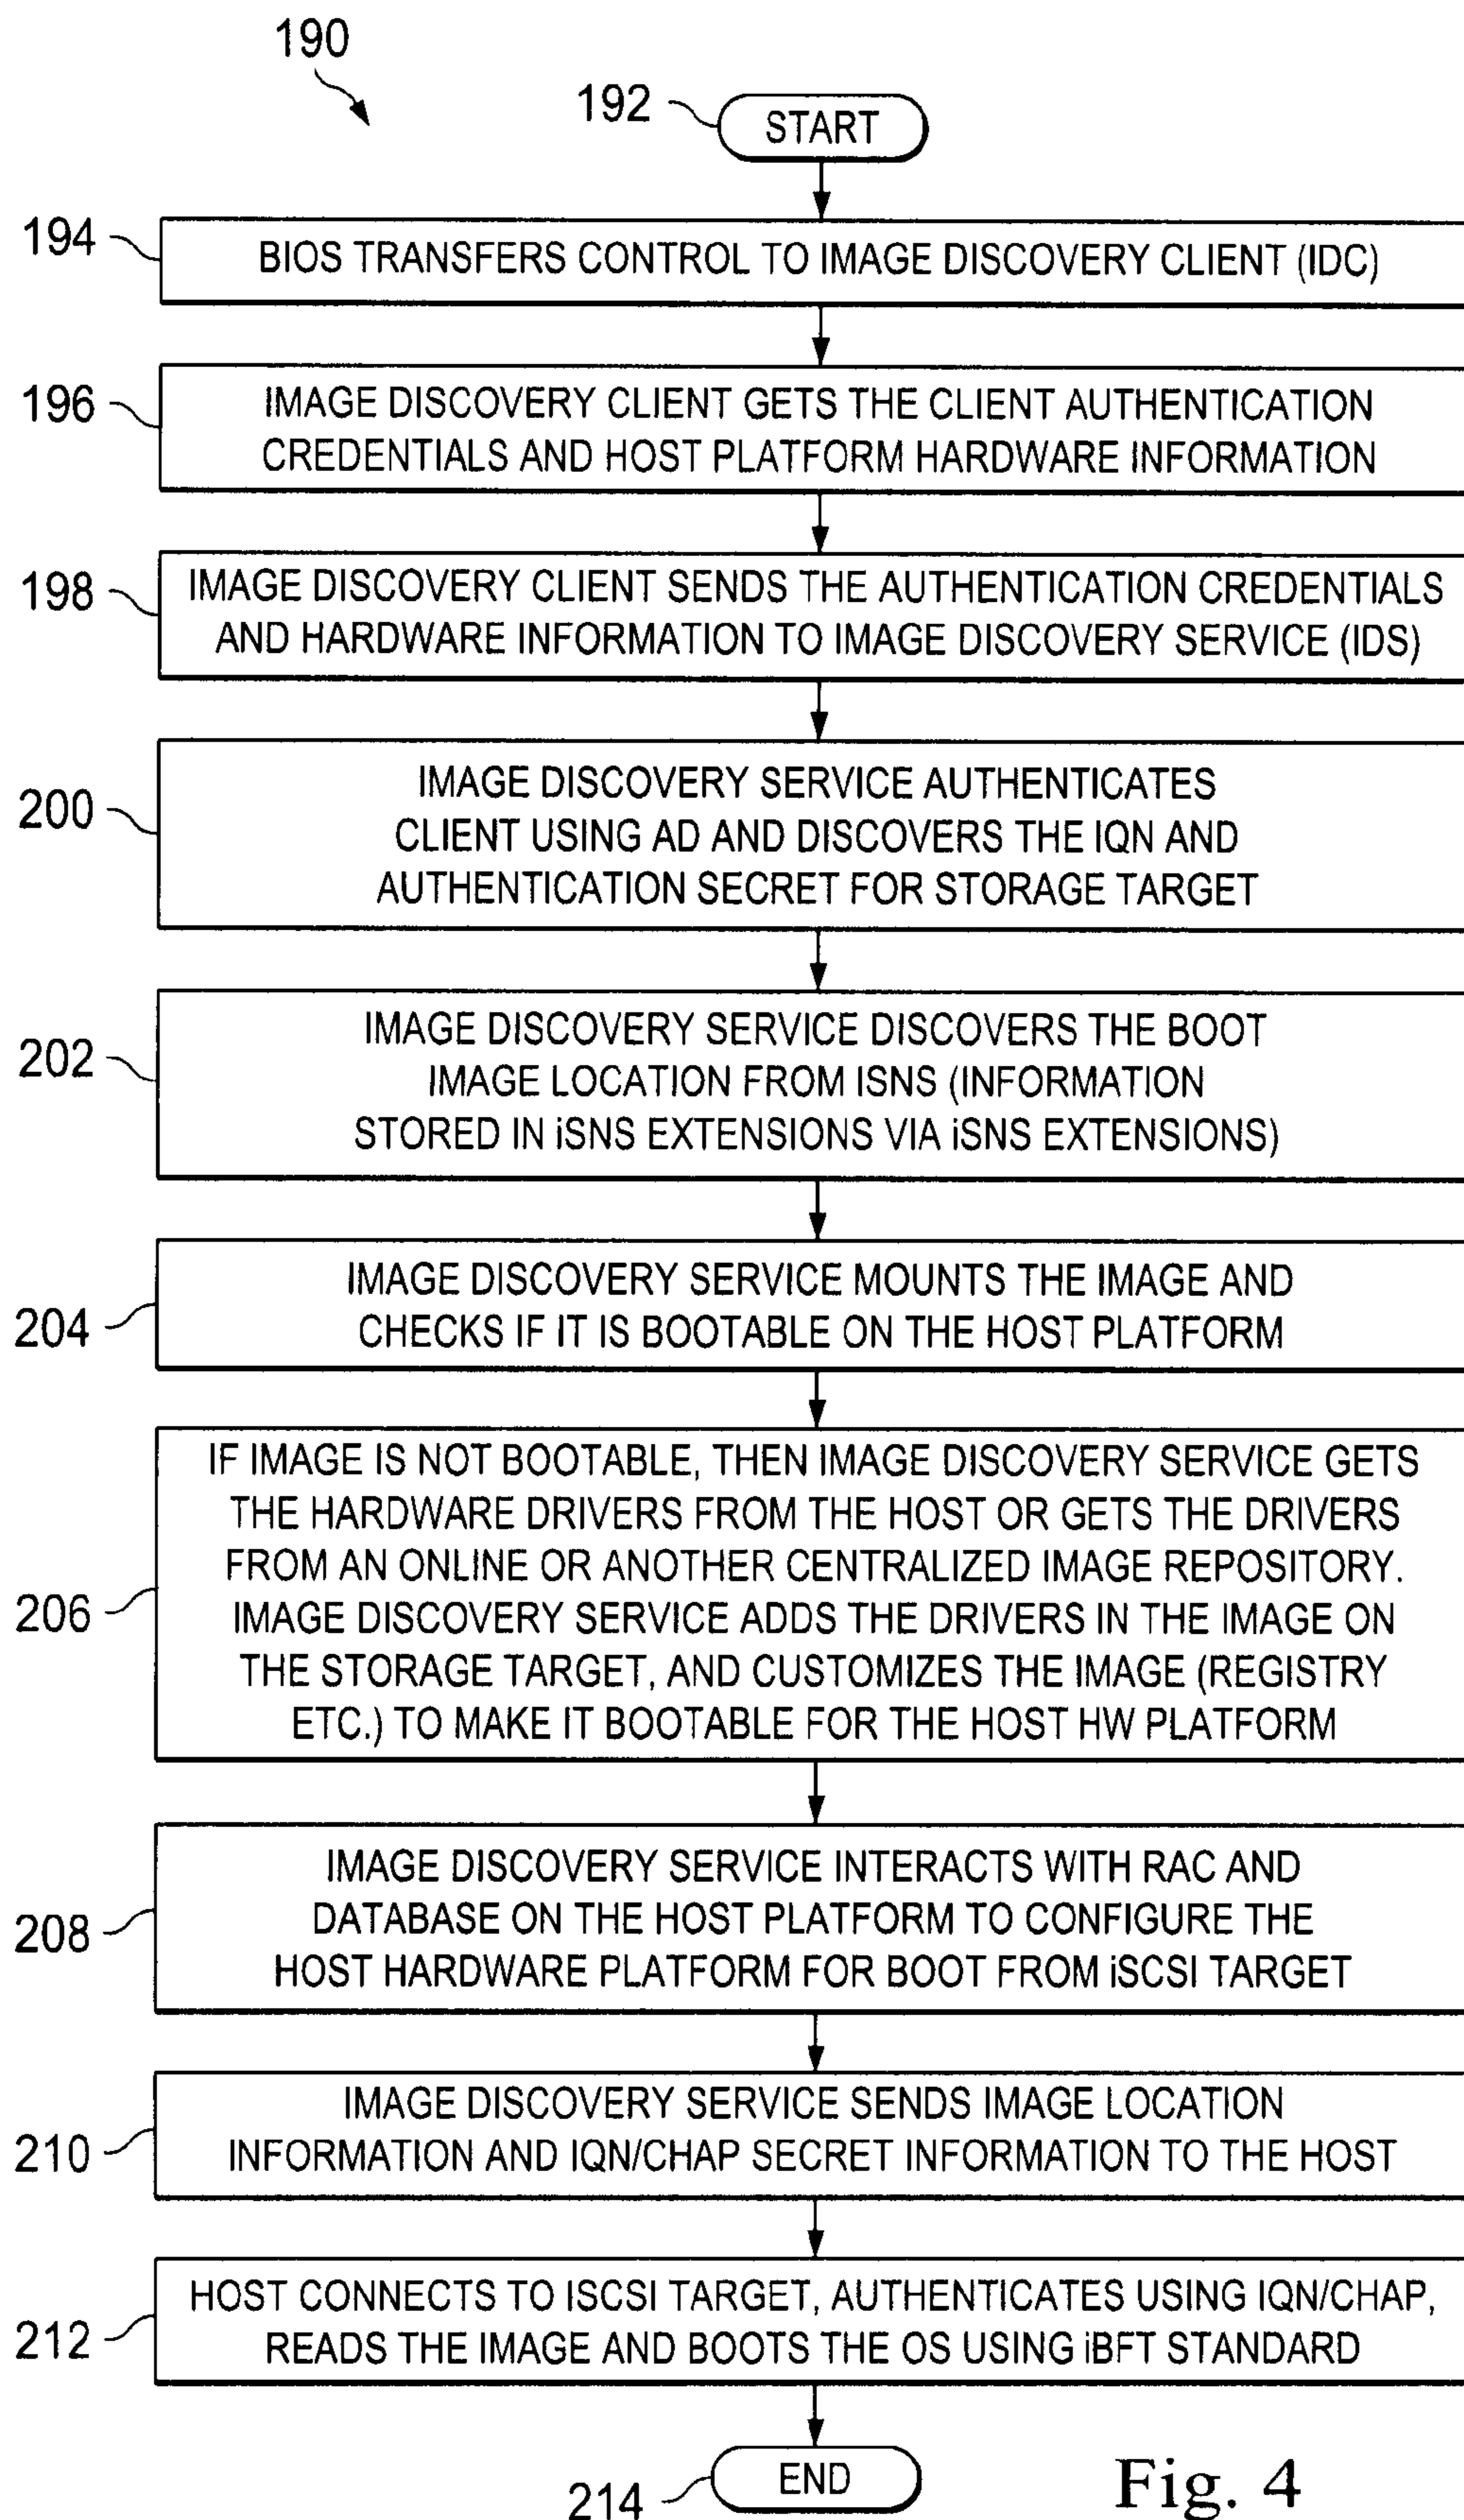 190
192
START
194
BIOS TRANSFERS CONTROL TO IMAGE DISCOVERY CLIENT (IDC)
196
IMAGE DISCOVERY CLIENT GETS THE CLIENT AUTHENTICATION
CREDENTIALS AND HOST PLATFORM HARDWARE INFORMATION
198
IMAGE DISCOVERY CLIENT SENDS THE AUTHENTICATION CREDENTIALS
AND HARDWARE INFORMATION TO IMAGE DISCOVERY SERVICE (IDS)
200
IMAGE DISCOVERY SERVICE AUTHENTICATES
CLIENT USING AD AND DISCOVERS THE IQN AND
AUTHENTICATION SECRET FOR STORAGE TARGET
202
IMAGE DISCOVERY SERVICE DISCOVERS THE BOOT
IMAGE LOCATION FROM ISNS (INFORMATION
STORED IN iSNS EXTENSIONS VIA iSNS EXTENSIONS)
204
IMAGE DISCOVERY SERVICE MOUNTS THE IMAGE AND
CHECKS IF IT IS BOOTABLE ON THE HOST PLATFORM
206
IF IMAGE IS NOT BOOTABLE, THEN IMAGE DISCOVERY SERVICE GETS
THE HARDWARE DRIVERS FROM THE HOST OR GETS THE DRIVERS
FROM AN ONLINE OR ANOTHER CENTRALIZED IMAGE REPOSITORY.
IMAGE DISCOVERY SERVICE ADDS THE DRIVERS IN THE IMAGE ON
THE STORAGE TARGET, AND CUSTOMIZES THE IMAGE (REGISTRY
ETC.) TO MAKE IT BOOTABLE FOR THE HOST HW PLATFORM
208
IMAGE DISCOVERY SERVICE INTERACTS WITH RAC AND
DATABASE ON THE HOST PLATFORM TO CONFIGURE THE
HOST HARDWARE PLATFORM FOR BOOT FROM iSCSI TARGET
210
IMAGE DISCOVERY SERVICE SENDS IMAGE LOCATION
INFORMATION AND IQN/CHAP SECRET INFORMATION TO THE HOST
212
HOST CONNECTS TO ISCSI TARGET, AUTHENTICATES USING IQN/CHAP,
READS THE IMAGE AND BOOTS THE OS USING iBFT STANDARD
214
END
Fig. 4